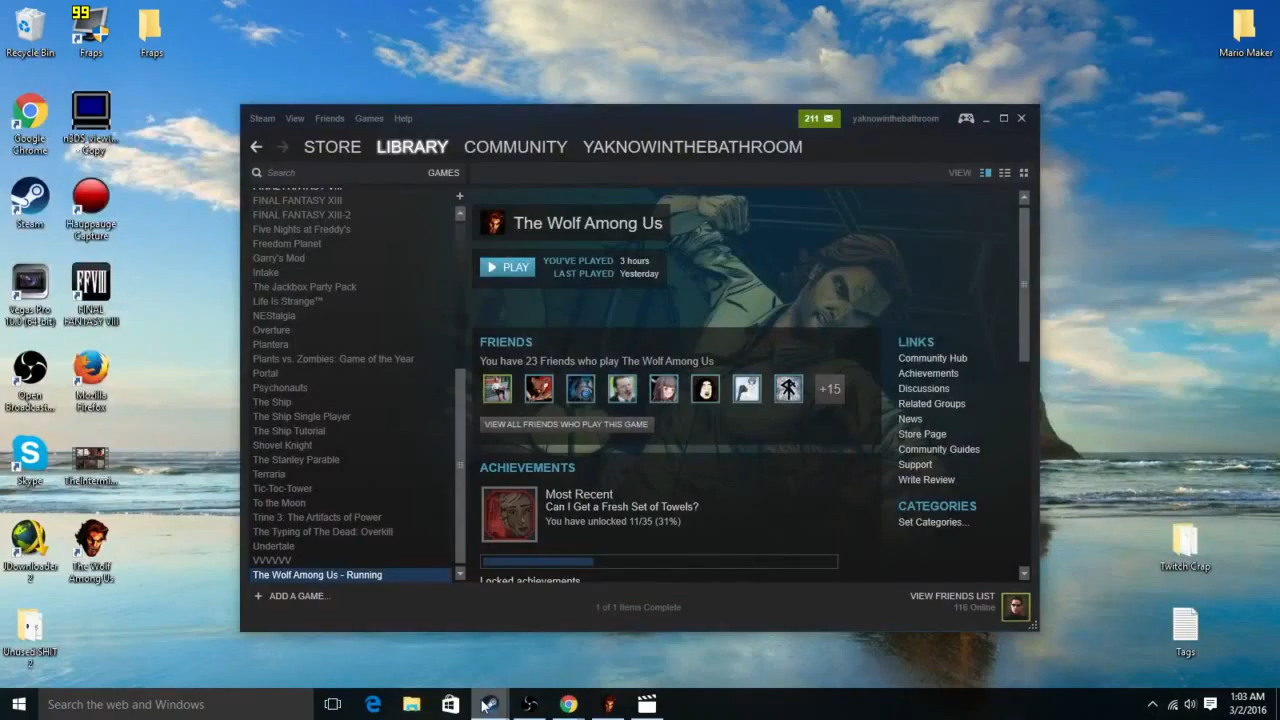 99
Recycle Bin
Fraps
Fraps
Mario Maker
Google Chrome
n3DS viewi... - Copy
Steam
Hauppauge Capture
Vegas Pro 10.0 (64-bit)
FFVIII
FINAL FANTASY VIII
Open Broadcast...
Mozilla Firefox
Skype
TheIntermi...
JDownloader 2
The Wolf Among Us
Unused SHIT 2
Twitch Crap
Tags
Steam View Friends Games Help
211
yaknowinthebathroom
STORE LIBRARY COMMUNITY YAKNOWINTHEBATHROOM
Search
GAMES
VIEW
FINAL FANTASY VIII
FINAL FANTASY XIII
FINAL FANTASY XIII-2
Five Nights at Freddy's
Freedom Planet
Garry's Mod
Intake
The Jackbox Party Pack
Life Is Strange™
NEStalgia
Overture
Plantera
Plants vs. Zombies: Game of the Year
Portal
Psychonauts
The Ship
The Ship Single Player
The Ship Tutorial
Shovel Knight
The Stanley Parable
Terraria
Tic-Toc-Tower
To the Moon
Trine 3: The Artifacts of Power
The Typing of The Dead: Overkill
Undertale
VVVVVV
The Wolf Among Us - Running
+ ADD A GAME...
The Wolf Among Us
PLAY
YOU'VE PLAYED 3 hours
LAST PLAYED Yesterday
FRIENDS
You have 23 Friends who play The Wolf Among Us
+15
VIEW ALL FRIENDS WHO PLAY THIS GAME
ACHIEVEMENTS
Most Recent
Can I Get a Fresh Set of Towels?
You have unlocked 11/35 (31%)
Locked achievements
LINKS
Community Hub
Achievements
Discussions
Related Groups
News
Store Page
Community Guides
Support
Write Review
CATEGORIES
Set Categories...
1 of 1 Items Complete
VIEW FRIENDS LIST
116 Online
Search the web and Windows
1:03 AM
3/2/2016